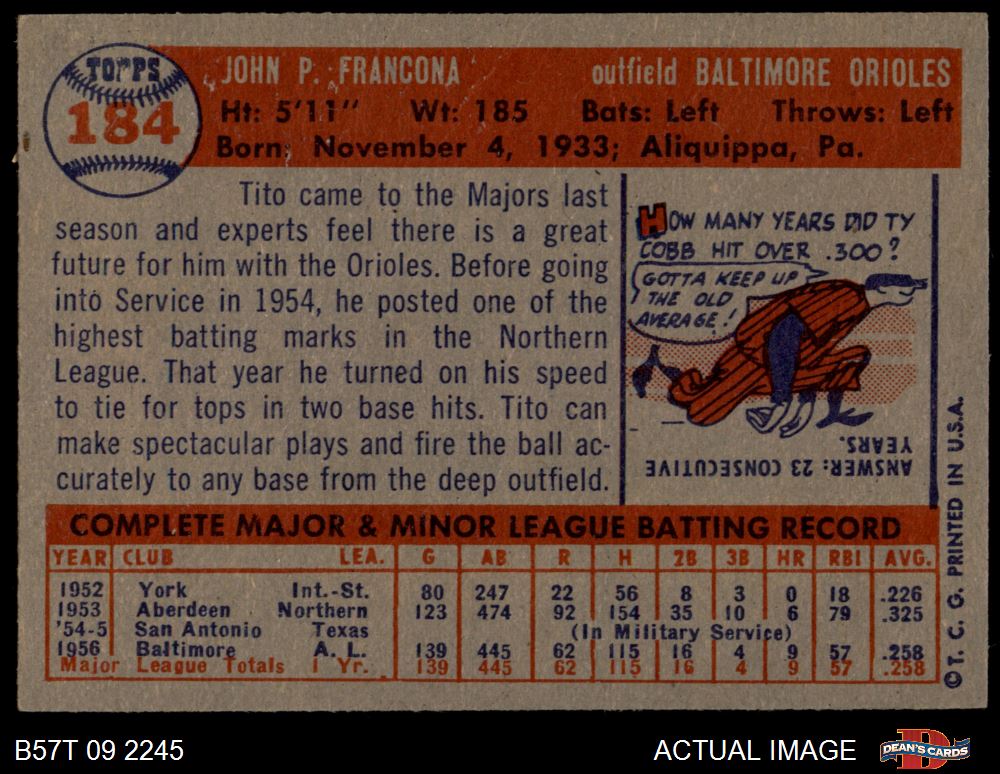 TOPPS
184
JOHN P. FRANCONA outfield BALTIMORE ORIOLES
Ht: 5'11" Wt: 185 Bats: Left Throws: Left
Born: November 4, 1933; Aliquippa, Pa.
Tito came to the Majors last
season and experts feel there is a great
future for him with the Orioles. Before going
into Service in 1954, he posted one of the
highest batting marks in the Northern
League. That year he turned on his speed
to tie for tops in two base hits. Tito can
make spectacular plays and fire the ball ac-
curately to any base from the deep outfield.
HOW MANY YEARS DID TY
COBB HIT OVER .300?
GOTTA KEEP UP
THE OLD
AVERAGE!
ANSWER: 23 CONSECUTIVE
YEARS.
COMPLETE MAJOR & MINOR LEAGUE BATTING RECORD
YEAR CLUB LEA. G AB R H 2B 3B HR RBI AVG.
1952 York Int.-St. 80 247 22 56 8 3 0 18 .226
1953 Aberdeen Northern 123 474 92 154 35 10 6 79 .325
'54-5 San Antonio Texas (In Military Service)
1956 Baltimore A. L. 139 445 62 115 16 4 9 57 .258
Major League Totals 1 Yr. 139 445 62 115 16 4 9 57 .258
©T. C. G. PRINTED IN U.S.A.
B57T 09 2245 ACTUAL IMAGE DEAN'S CARDS